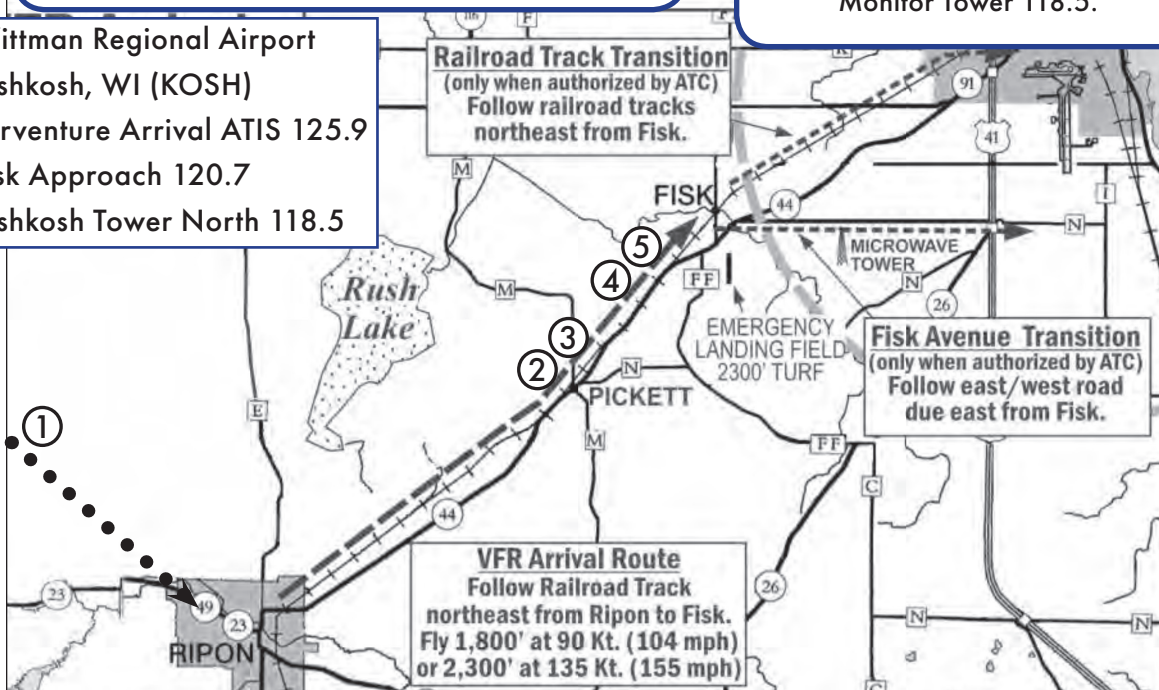 Monitor Tower 118.5.
ittman Regional Airport
shkosh, WI (KOSH)
rventure Arrival ATIS 125.9
sk Approach 120.7
shkosh Tower North 118.5
116
F
K
Railroad Track Transition
(only when authorized by ATC)
Follow railroad tracks
northeast from Fisk.
91
41
M
FISK
44
I
N
5
MICROWAVE
TOWER
4
FF
N
M
26
Rush
Lake
EMERGENCY
LANDING FIELD
2300' TURF
Fisk Avenue Transition
(only when authorized by ATC)
Follow east/west road
due east from Fisk.
3
2
N
PICKETT
E
1
M
FF
C
44
VFR Arrival Route
Follow Railroad Track
northeast from Ripon to Fisk.
Fly 1,800' at 90 Kt. (104 mph)
or 2,300' at 135 Kt. (155 mph)
26
23
49
23
RIPON
N
N
C